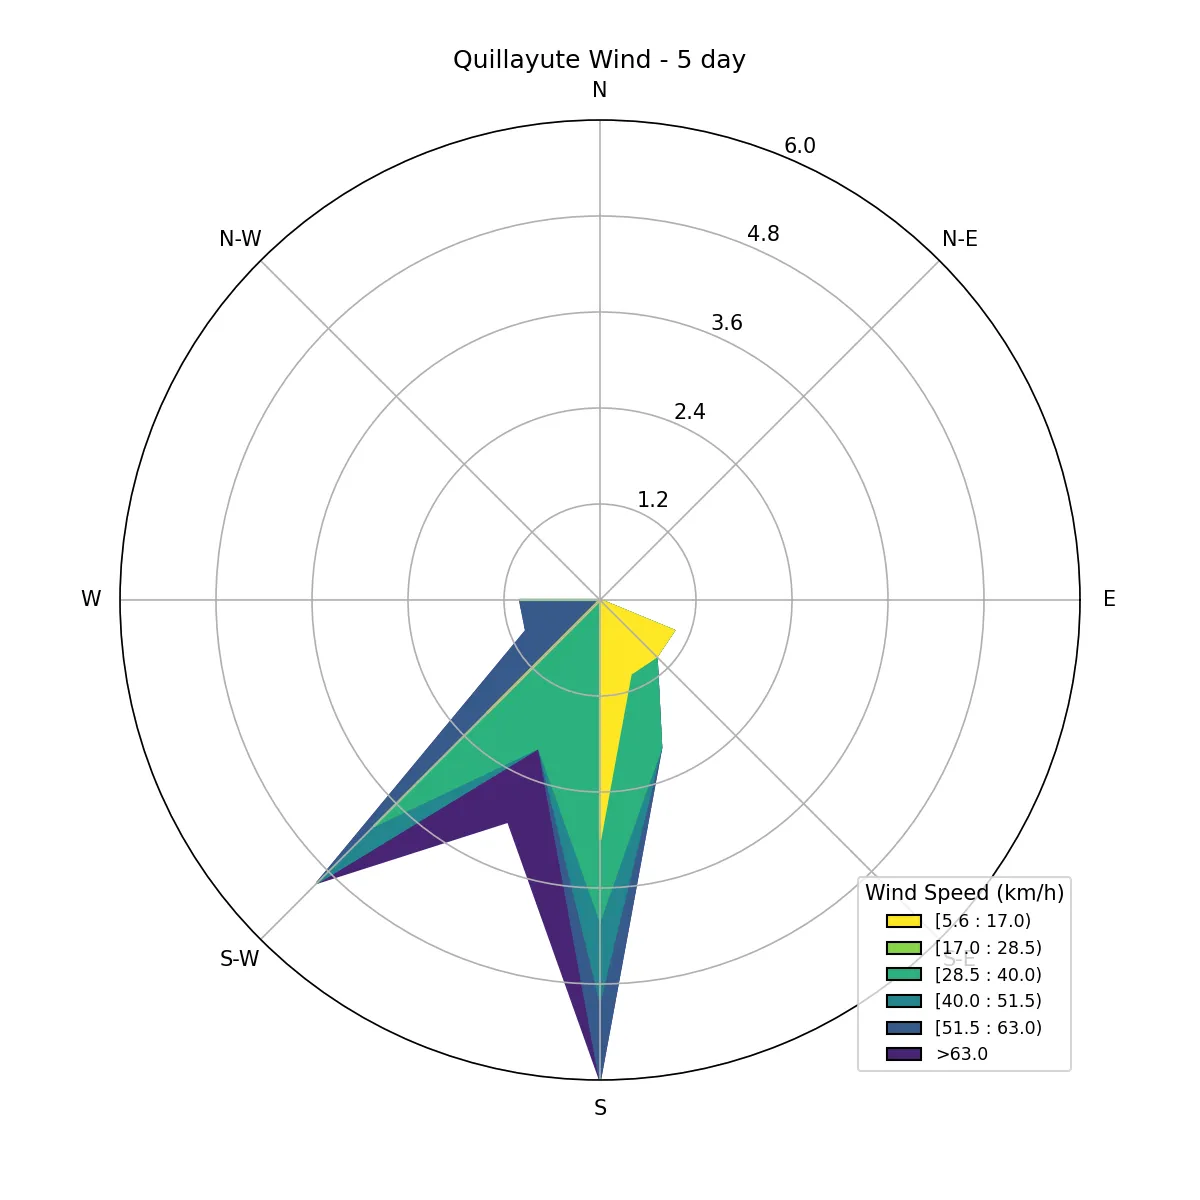 Quillayute Wind - 5 day
N
6.0
N-W
N-E
4.8
3.6
2.4
1.2
W
E
S-W
S-E
S
Wind Speed (km/h)
[5.6 : 17.0)
[17.0 : 28.5)
[28.5 : 40.0)
[40.0 : 51.5)
[51.5 : 63.0)
>63.0